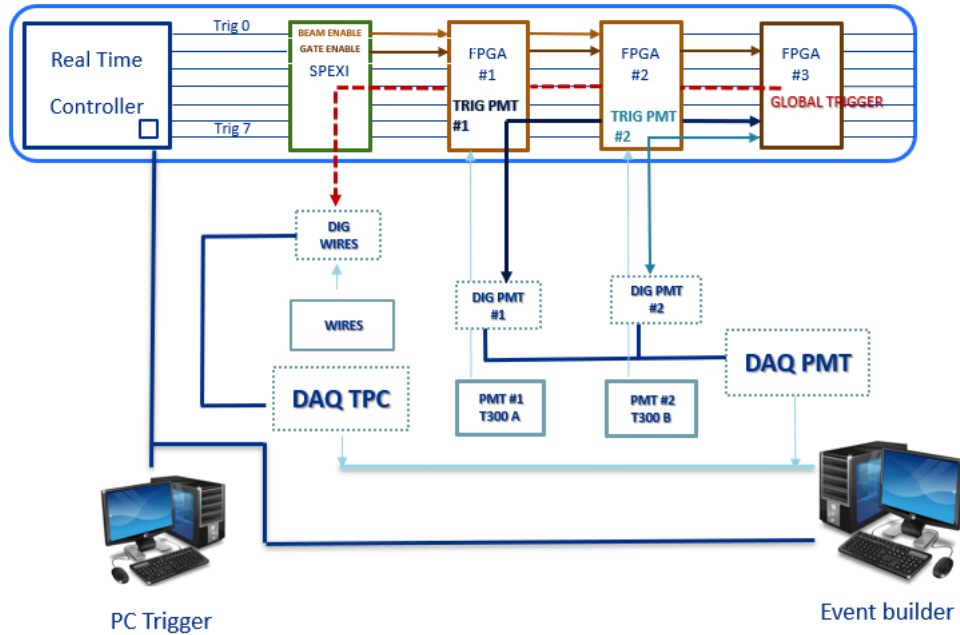 Real Time
Controller
Trig 0
Trig 7
BEAM ENABLE
GATE ENABLE
SPEXI
FPGA
#1
TRIG PMT
#1
FPGA
#2
TRIG PMT
#2
FPGA
#3
GLOBAL TRIGGER
DIG
WIRES
WIRES
DIG PMT
#1
DIG PMT
#2
DAQ TPC
PMT #1
T300 A
PMT #2
T300 B
DAQ PMT
PC Trigger
Event builder